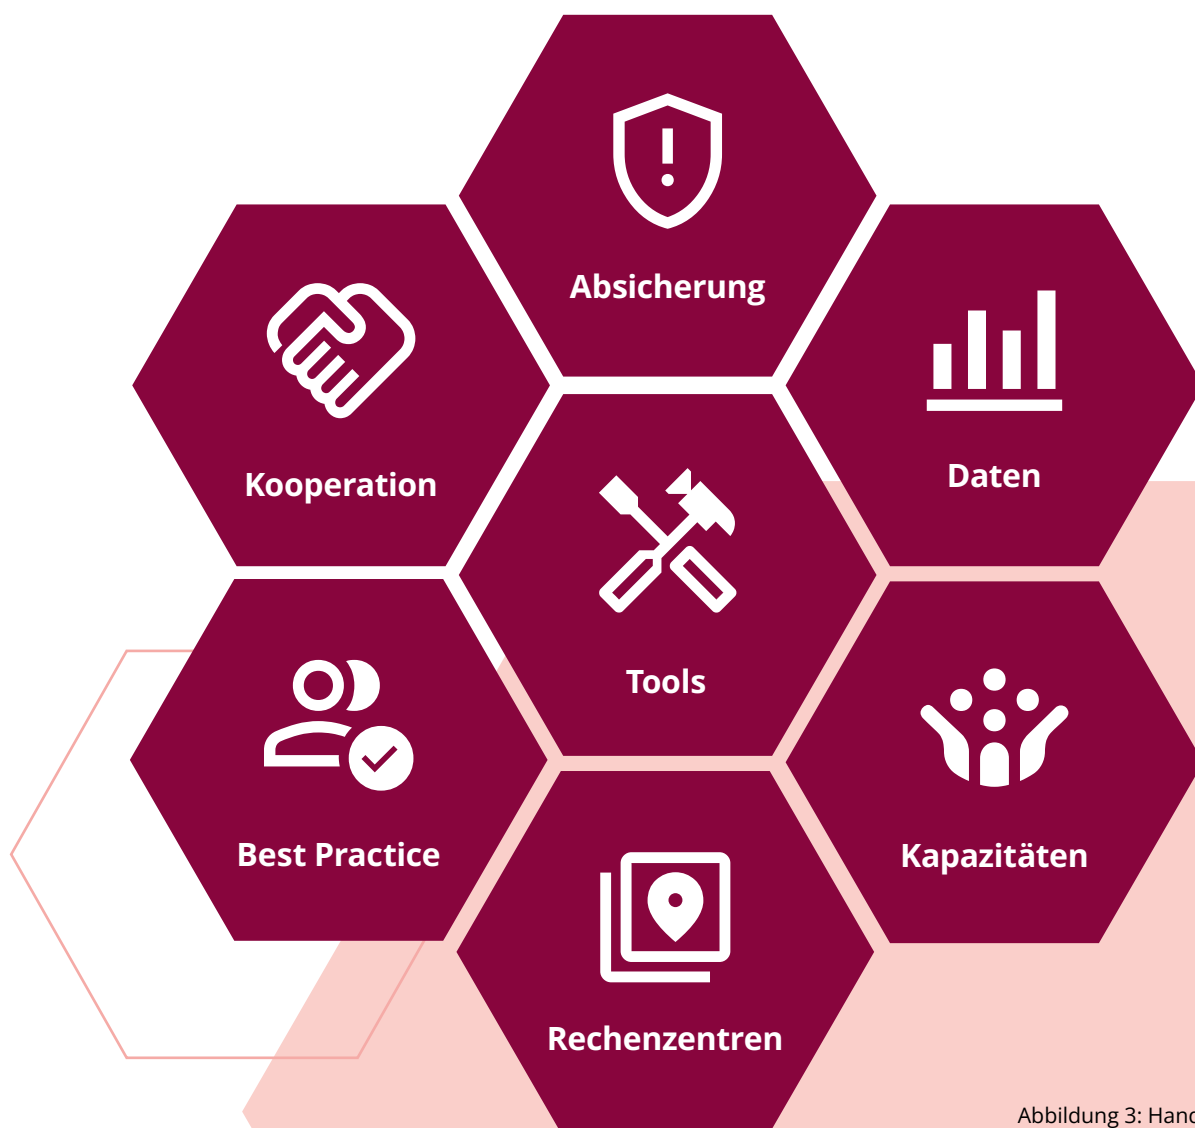 Absicherung
Kooperation
Daten
Tools
Best Practice
Kapazitäten
Rechenzentren
Abbildung 3: